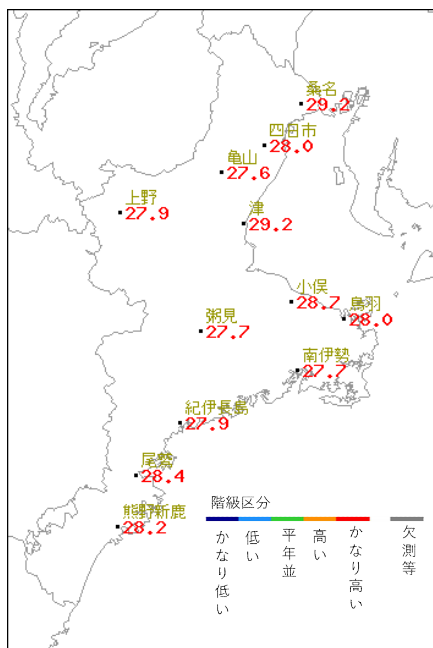 桑名
29.2
四日市
28.0
亀山
27.6
上野
27.9
津
29.2
小俣
28.7
鳥羽
28.0
粥見
27.7
南伊勢
27.7
紀伊長島
27.9
尾鷲
28.4
熊野新鹿
28.2
階級区分
かなり低い
低い
平年並
高い
かなり高い
欠測等